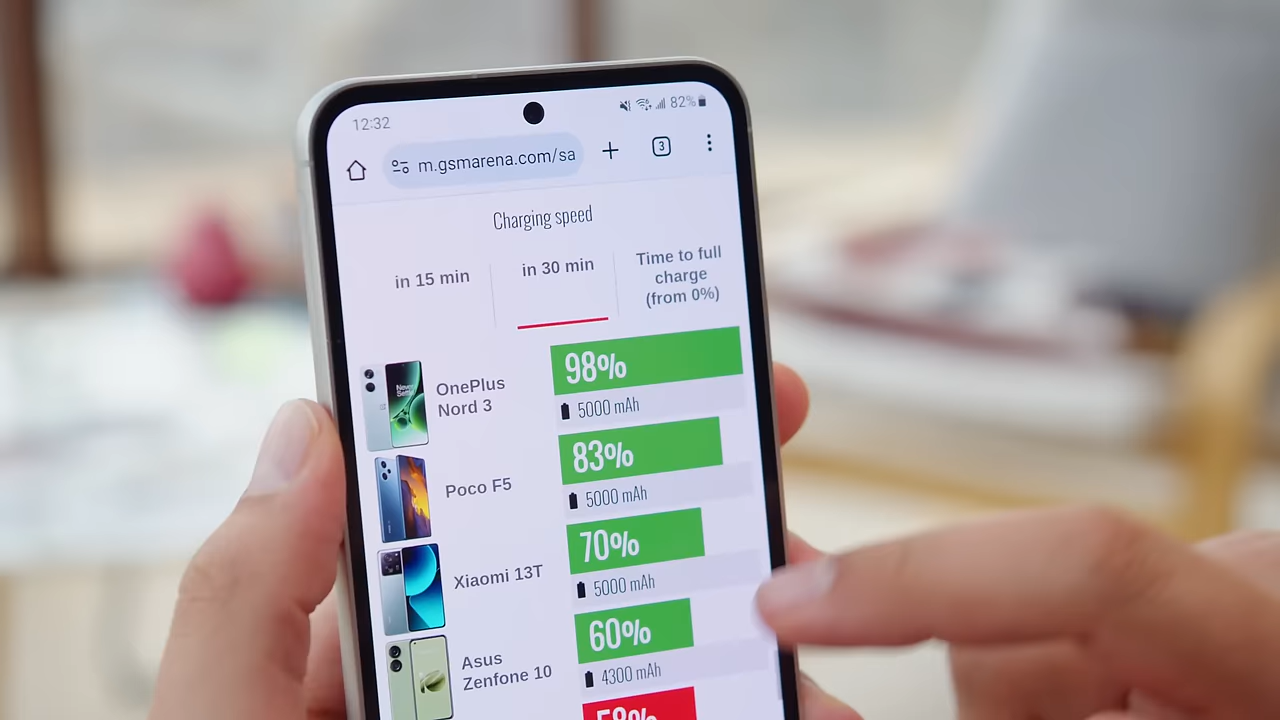 12:32
82%
m.gsmarena.com/sa
3
Charging speed
in 15 min
in 30 min
Time to full
charge
(from 0%)
98%
OnePlus
Nord 3
5000 mAh
83%
Poco F5
5000 mAh
70%
Xiaomi 13T
5000 mAh
60%
Asus
Zenfone 10
4300 mAh
58%